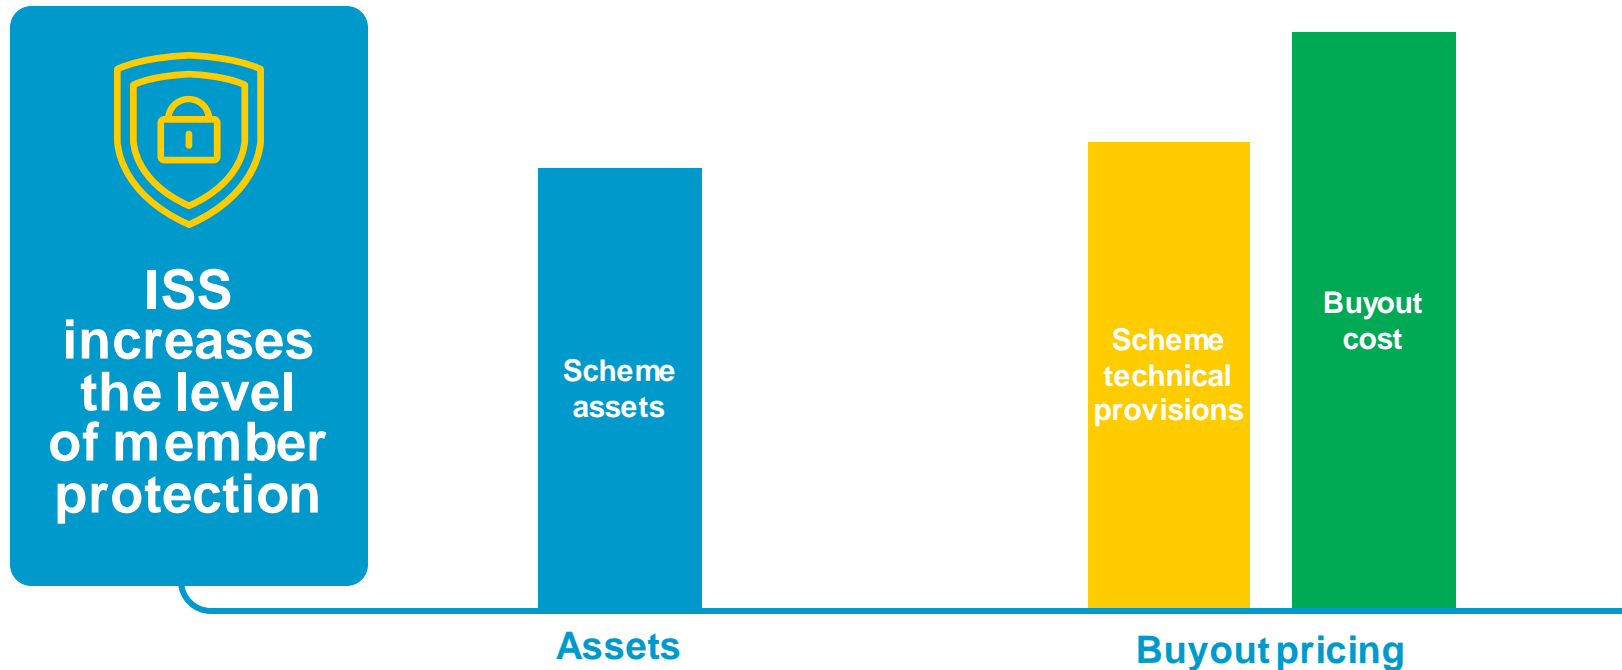 ISS
increases
the level
of member
protection
Scheme
assets
Scheme
technical
provisions
Buyout
cost
Assets
Buyout pricing